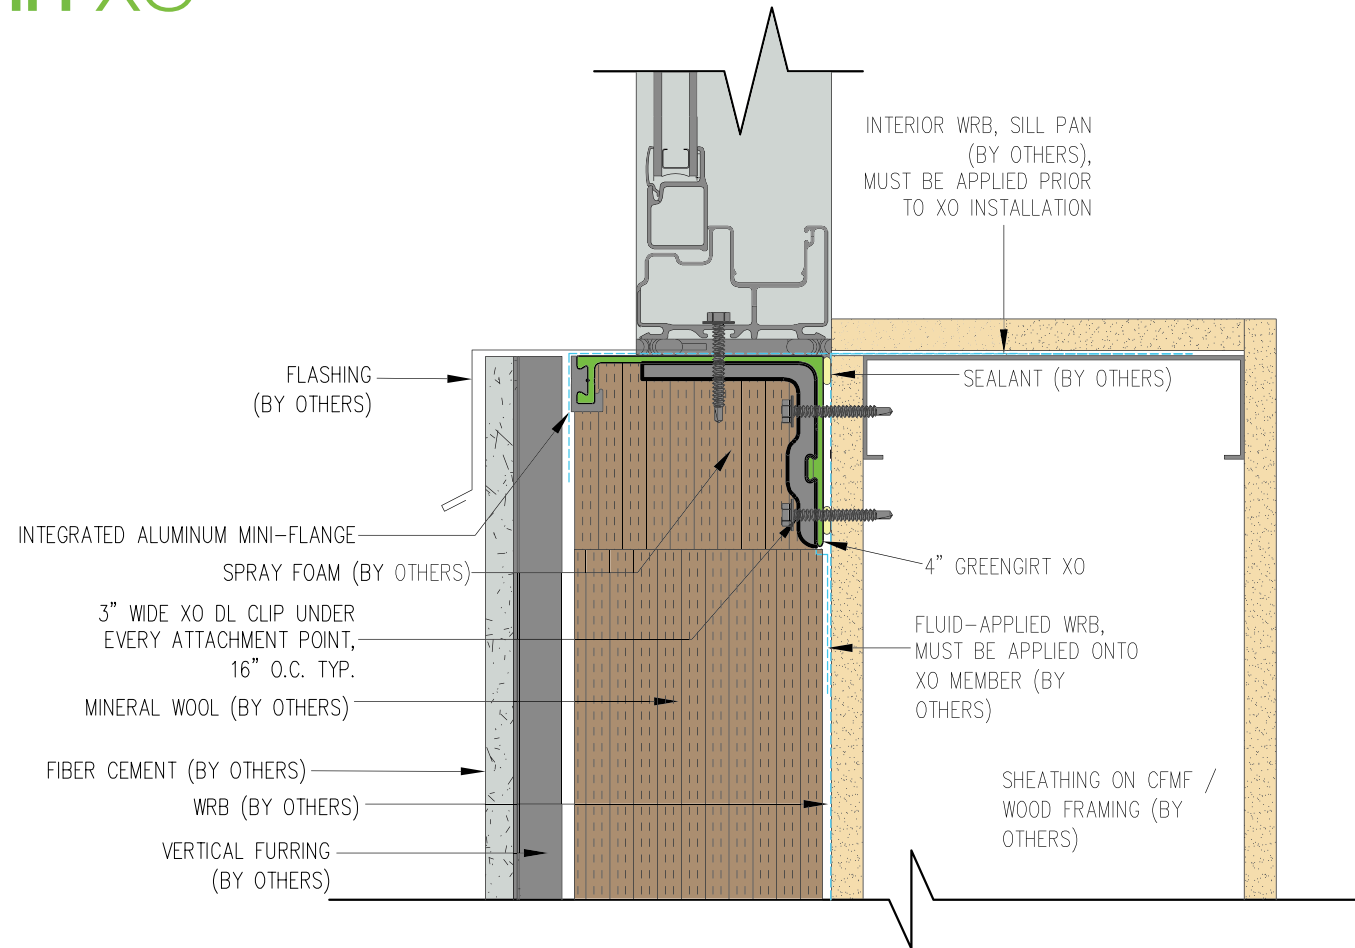 XO
INTERIOR WRB, SILL PAN
(BY OTHERS),
MUST BE APPLIED PRIOR
TO XO INSTALLATION
FLASHING
(BY OTHERS)
SEALANT (BY OTHERS)
INTEGRATED ALUMINUM MINI-FLANGE
SPRAY FOAM (BY OTHERS)
4" GREENGIRT XO
3" WIDE XO DL CLIP UNDER
EVERY ATTACHMENT POINT,
16" O.C. TYP.
FLUID-APPLIED WRB,
MUST BE APPLIED ONTO
XO MEMBER (BY
OTHERS)
MINERAL WOOL (BY OTHERS)
FIBER CEMENT (BY OTHERS)
WRB (BY OTHERS)
VERTICAL FURRING
(BY OTHERS)
SHEATHING ON CFMF /
WOOD FRAMING (BY
OTHERS)